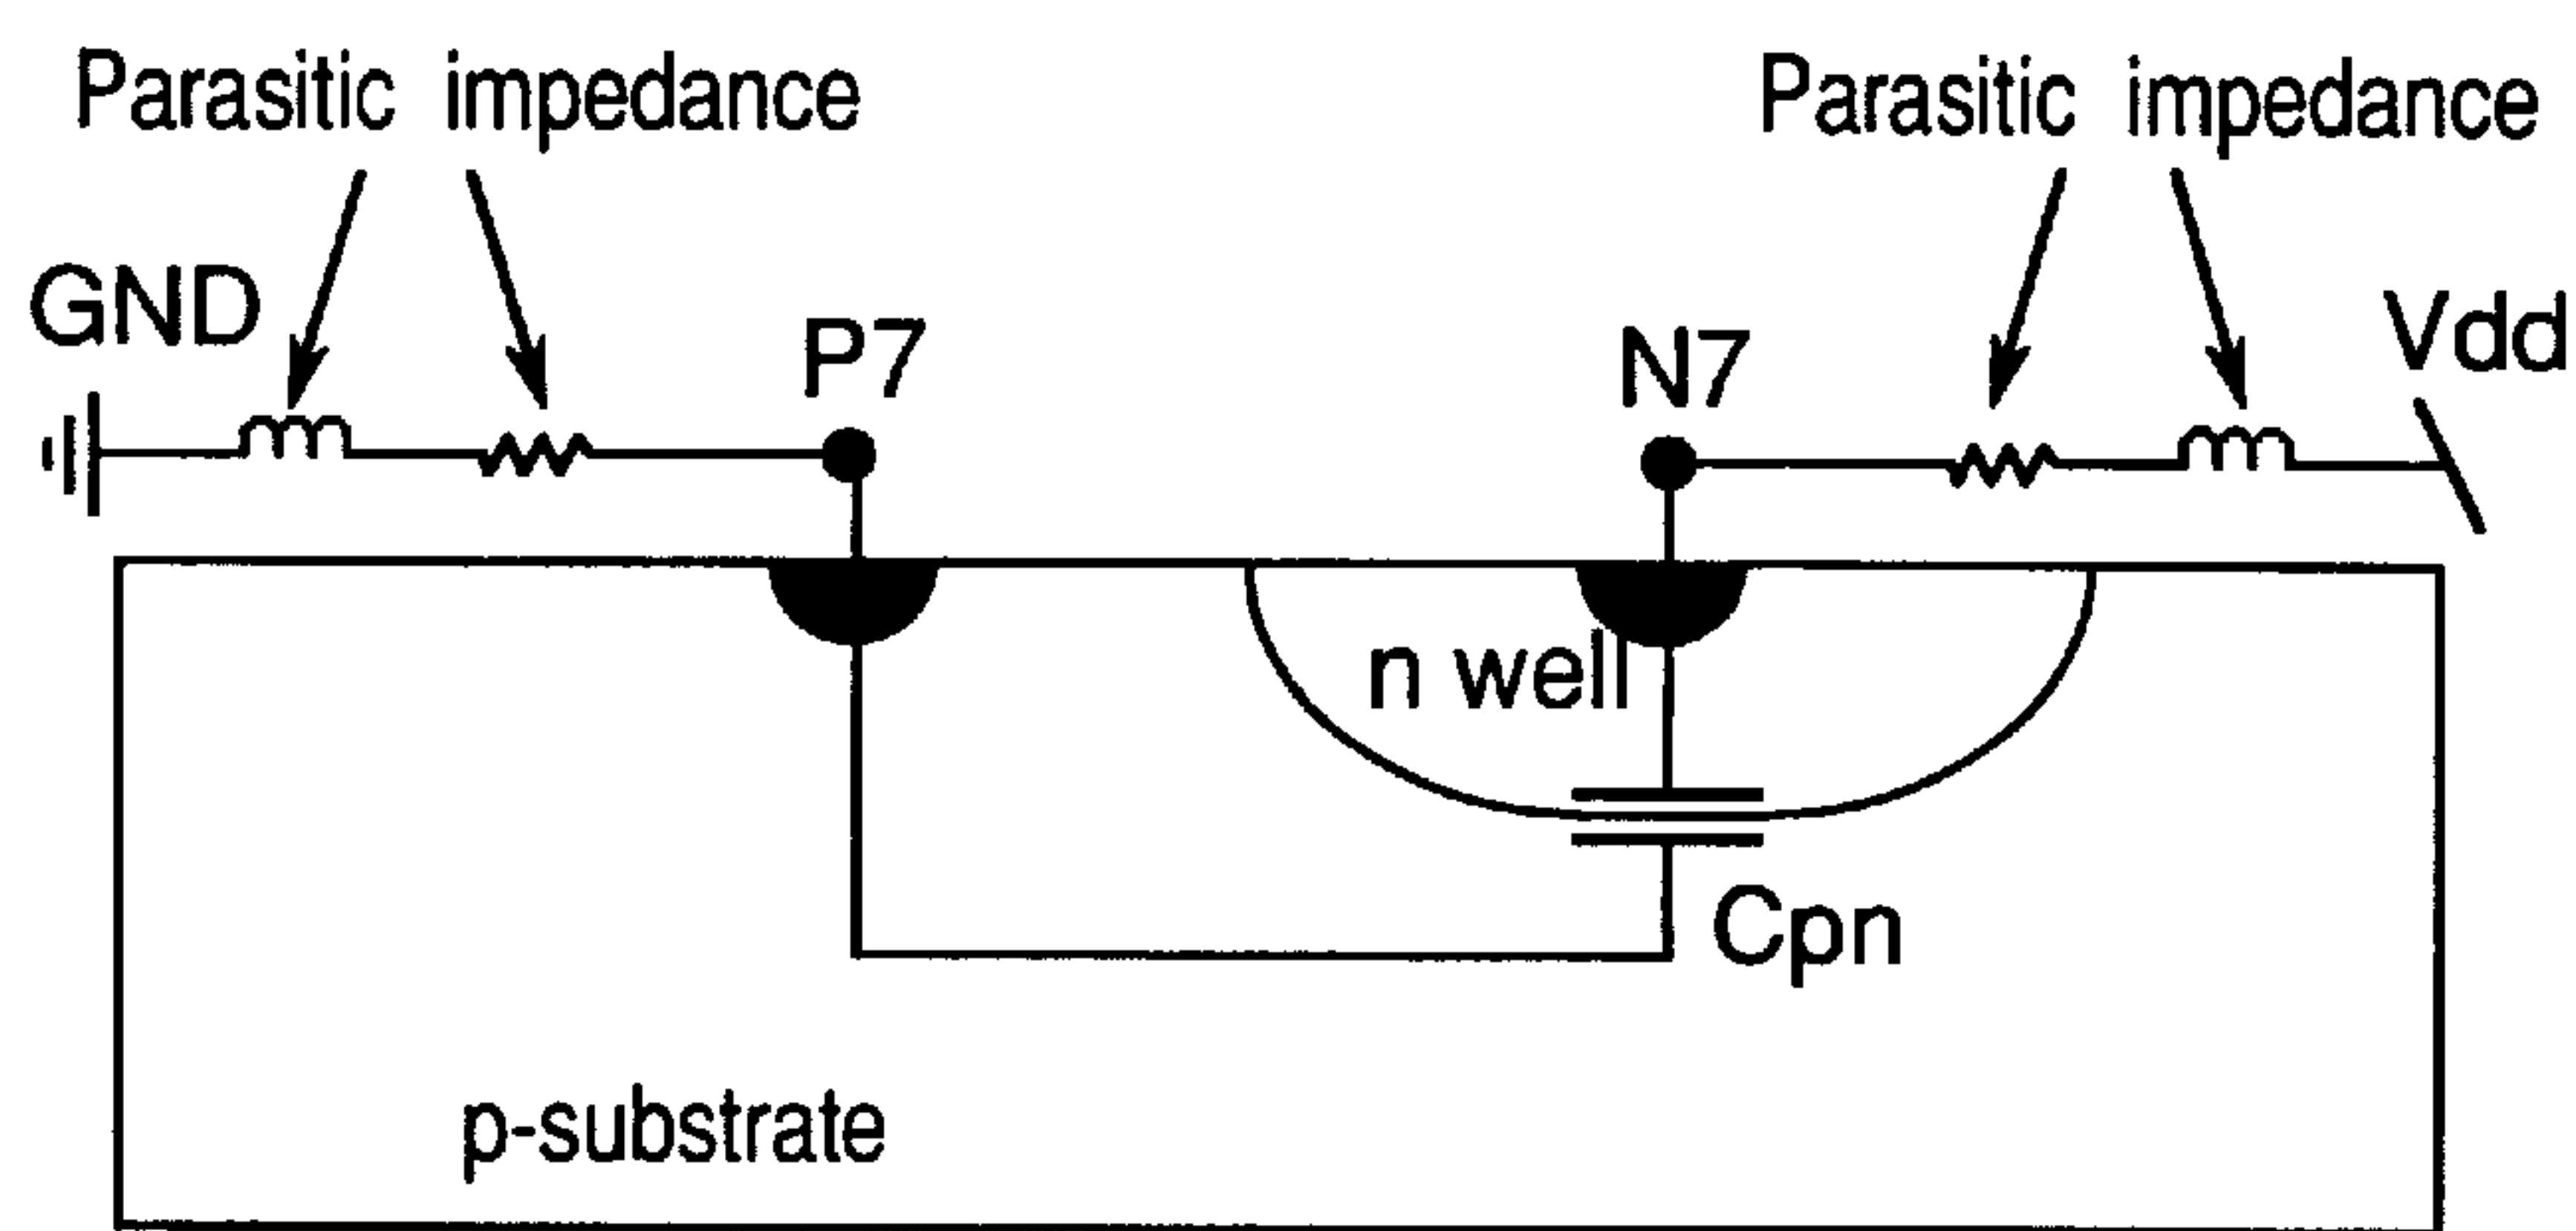 Parasitic impedance
Parasitic impedance
GND
P7
N7
Vdd
n well
Cpn
p-substrate